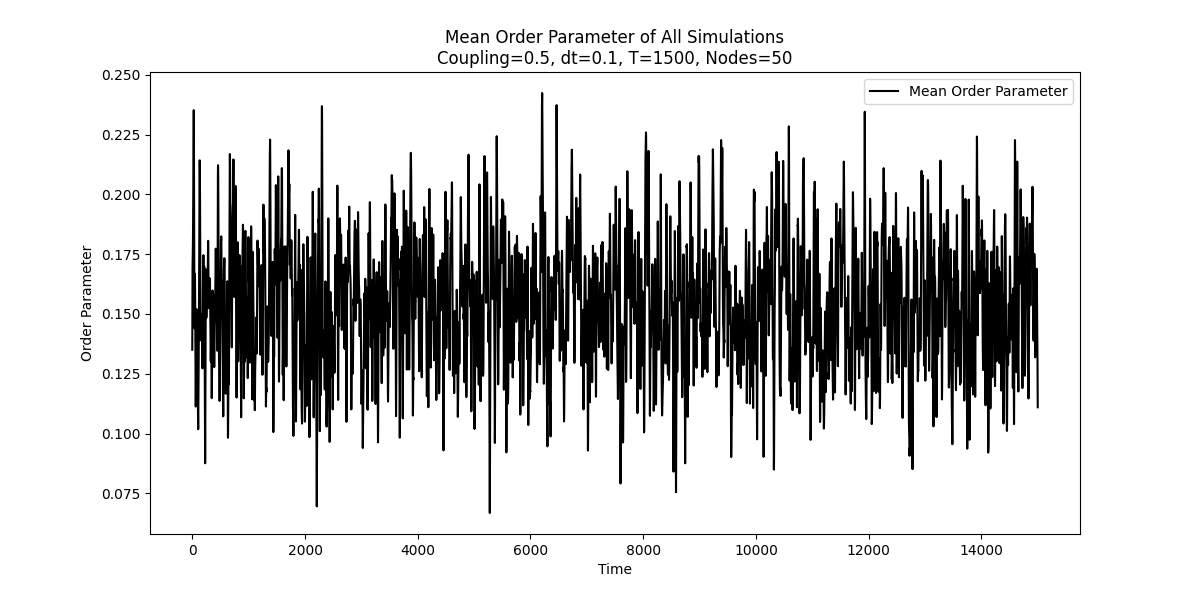 Mean Order Parameter of All Simulations
Coupling=0.5, dt=0.1, T=1500, Nodes=50
Mean Order Parameter
Order Parameter
0.250
0.225
0.200
0.175
0.150
0.125
0.100
0.075
0 2000 4000 6000 8000 10000 12000 14000
Time